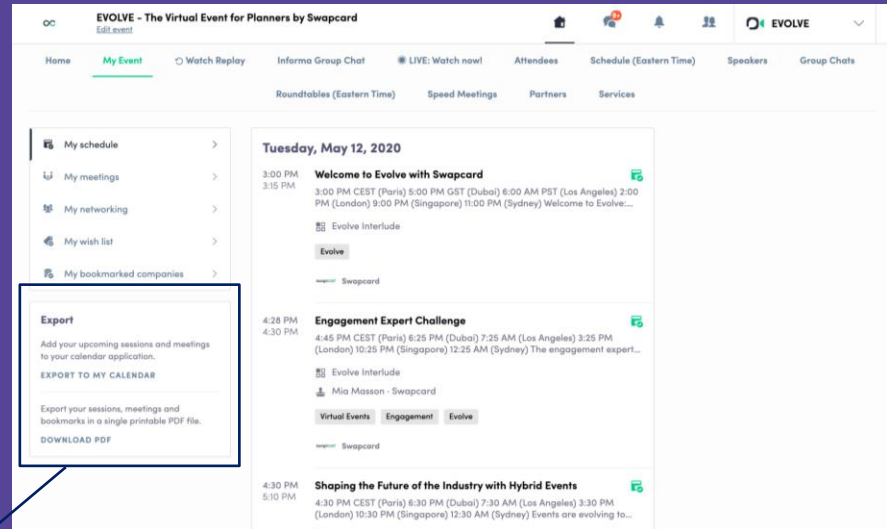 EVOLVE - The Virtual Event for Planners by Swapcard
Edit event
9+
EVOLVE
Home My Event Watch Replay Informa Group Chat LIVE: Watch now! Attendees Schedule (Eastern Time) Speakers Group Chats
Roundtables (Eastern Time) Speed Meetings Partners Services
My schedule
My meetings
My networking
My wish list
My bookmarked companies
Export
Add your upcoming sessions and meetings
to your calendar application.
EXPORT TO MY CALENDAR
Export your sessions, meetings and
bookmarks in a single printable PDF file.
DOWNLOAD PDF
Tuesday, May 12, 2020
3:00 PM Welcome to Evolve with Swapcard
3:15 PM
3:00 PM CEST (Paris) 5:00 PM GST (Dubai) 6:00 AM PST (Los Angeles) 2:00
PM (London) 9:00 PM (Singapore) 11:00 PM (Sydney) Welcome to Evolve:...
Evolve Interlude
Evolve
Swapcard
4:28 PM Engagement Expert Challenge
4:30 PM
4:45 PM CEST (Paris) 6:25 PM (Dubai) 7:25 AM (Los Angeles) 3:25 PM
(London) 10:25 PM (Singapore) 12:25 AM (Sydney) The engagement expert...
Evolve Interlude
Mia Masson - Swapcard
Virtual Events Engagement Evolve
Swapcard
4:30 PM Shaping the Future of the Industry with Hybrid Events
5:10 PM
4:30 PM CEST (Paris) 6:30 PM (Dubai) 7:30 AM (Los Angeles) 3:30 PM
(London) 10:30 PM (Singapore) 12:30 AM (Sydney) Events are evolving to...